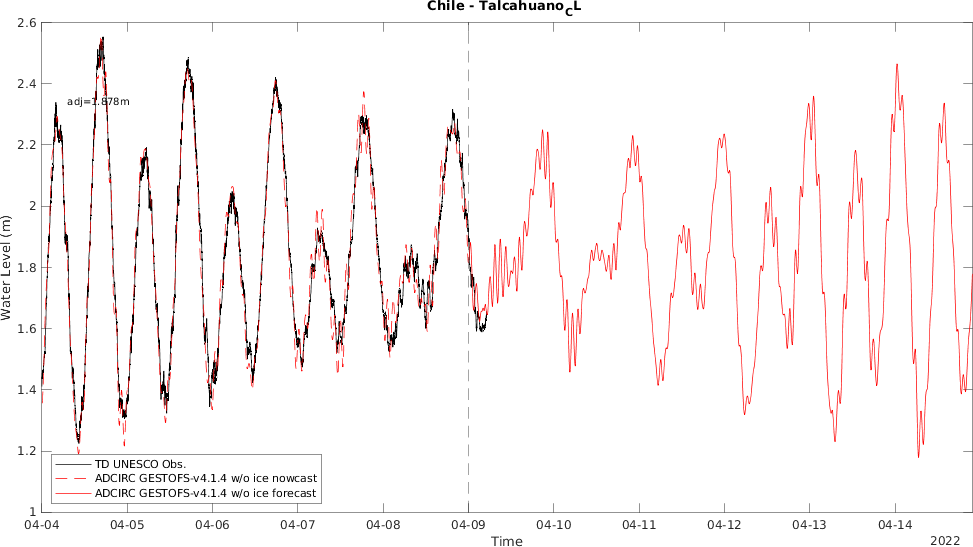 Chile - Talcahuano_CL
2.6
2.4
adj=1.878m
2.2
2
1.8
Water Level (m)
1.6
1.4
1.2
TD UNESCO Obs.
ADCIRC GESTOFS-v4.1.4 w/o ice nowcast
ADCIRC GESTOFS-v4.1.4 w/o ice forecast
1
04-04 04-05 04-06 04-07 04-08 04-09 04-10 04-11 04-12 04-13 04-14
Time
2022